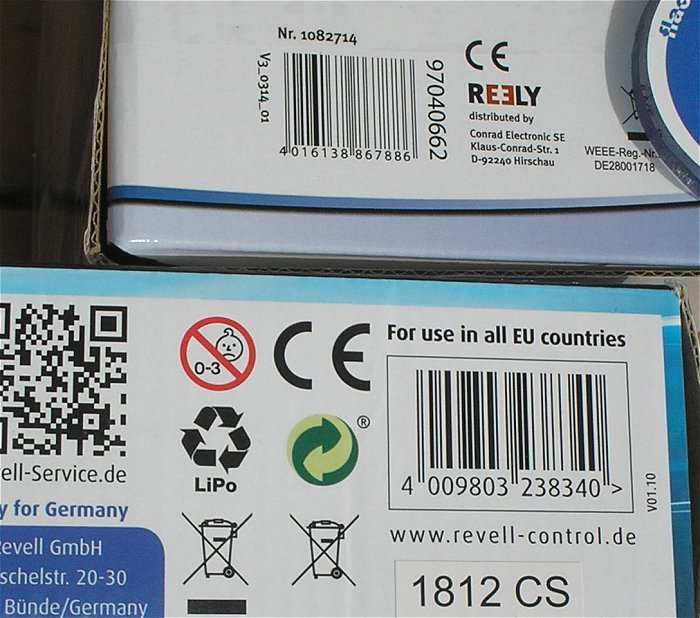 Nr. 1082714
V3_0314_01
4 016138 867886
97040662
CE
REELY
distributed by
Conrad Electronic SE
Klaus-Conrad-Str. 1
D-92240 Hirschau
WEEE-Reg.-Nr.
DE28001718
0-3
CE
For use in all EU countries
LiPo
®
4 009803 238340 >
V01.10
ell-Service.de
y for Germany
Revell GmbH
schelstr. 20-30
Bünde/Germany
www.revell-control.de
1812 CS